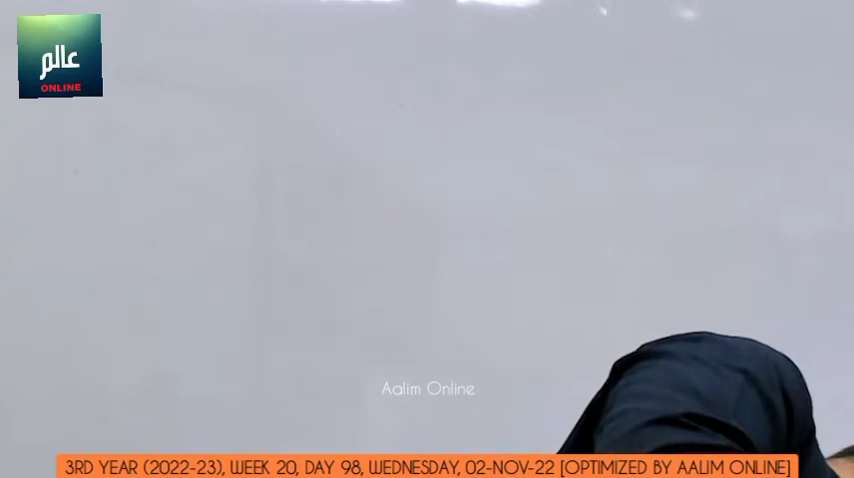 عالم
ONLINE
Aalim Online
3RD YEAR (2022-23), WEEK 20, DAY 98, WEDNESDAY, 02-NOV-22 [OPTIMIZED BY AALIM ONLINE]